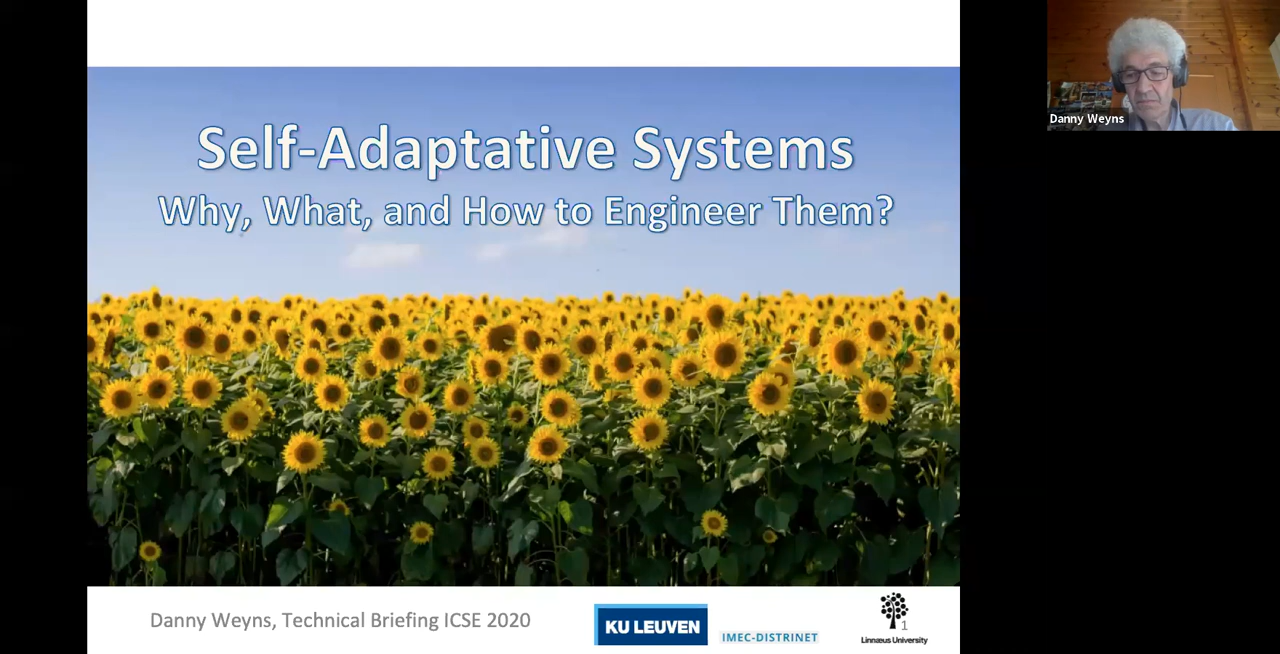 Self-Adaptative Systems
Why, What, and How to Engineer Them?
Danny Weyns
Danny Weyns, Technical Briefing ICSE 2020
KU LEUVEN
IMEC-DISTRINET
1
Linnæus University